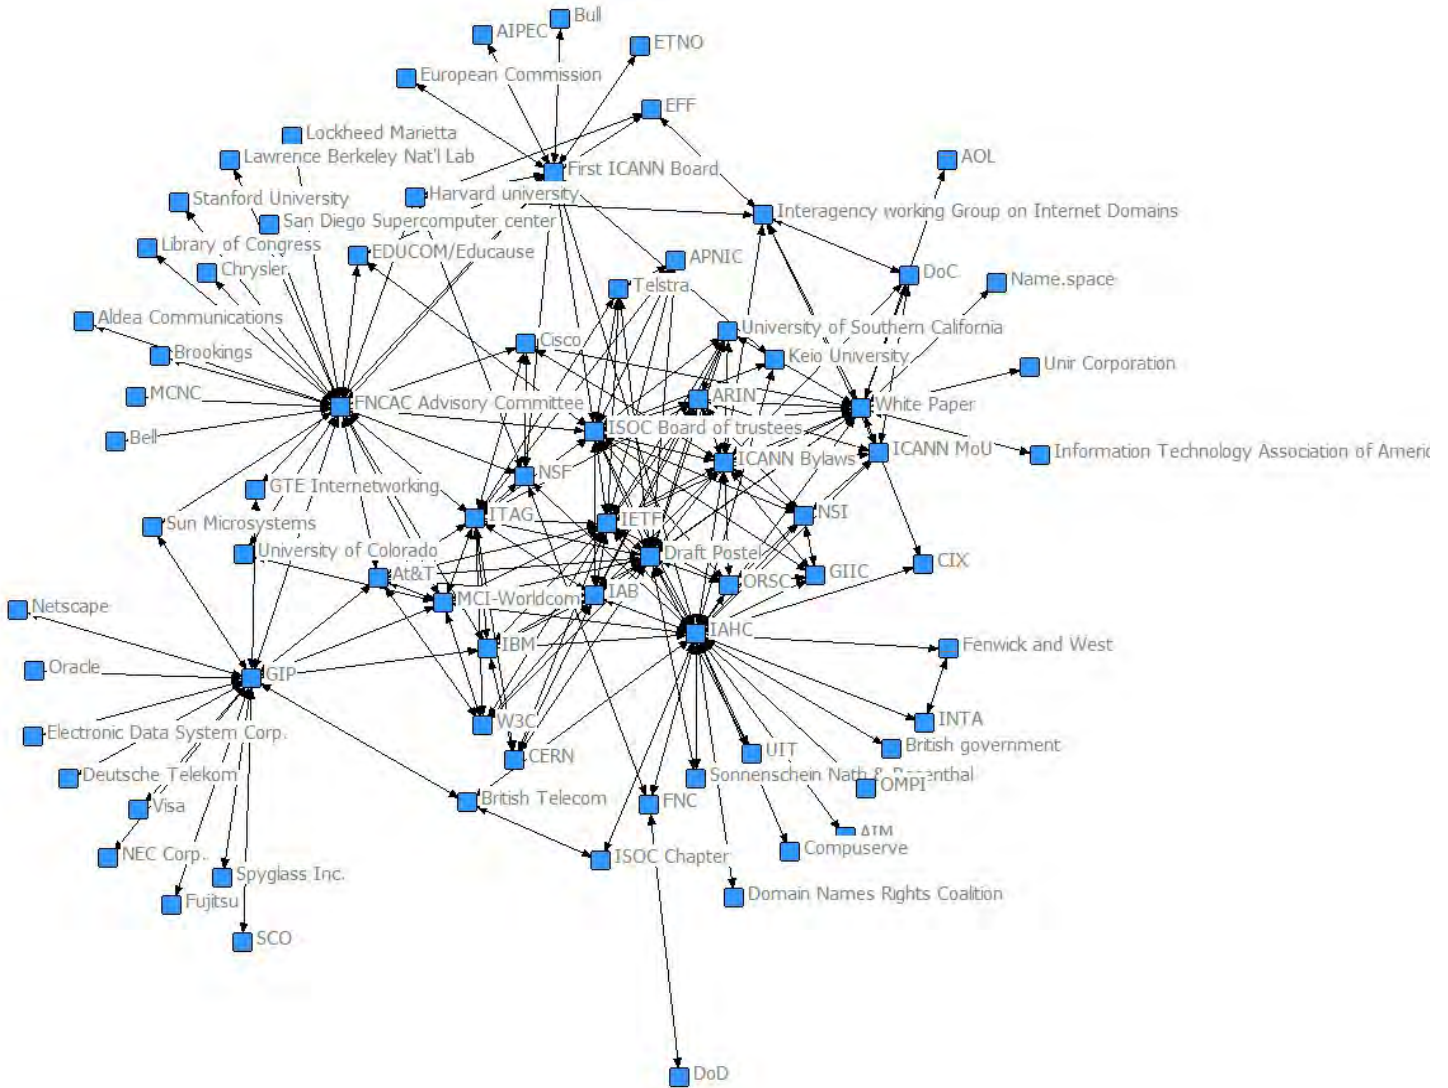 Bull
AIPEC
ETNO
European Commission
EFF
Lockheed Marietta
Lawrence Berkeley Nat'l Lab
AOL
First ICANN Board
Stanford University
Harvard university
Interagency working Group on Internet Domains
San Diego Supercomputer center
Library of Congress
EDUCOM/Educause
APNIC
Chrysler
DoC
Name.space
Telstra
Aldea Communications
University of Southern California
Cisco
Brookings
Keio University
Unir Corporation
MCNC
ARIN
FNCAC Advisory Committee
White Paper
Bell
ISOC Board of trustees
ICANN MoU
Information Technology Association of Americ
ICANN Bylaws
NSF
GTE Internetworking
ITAG
IETF
NSI
Sun Microsystems
University of Colorado
Draft Postel
CIX
At&T
ORSC
GIIC
MCI-Worldcom
IAB
Netscape
IAHC
IBM
Fenwick and West
Oracle
GIP
W3C
INTA
Electronic Data System Corp.
British government
CERN
UIT
Deutsche Telekom
Sonnenschein Nath &
OMPI
Visa
British Telecom
FNC
NEC Corp.
ISOC Chapter
Compuserve
Spyglass Inc.
Fujitsu
Domain Names Rights Coalition
SCO
DoD